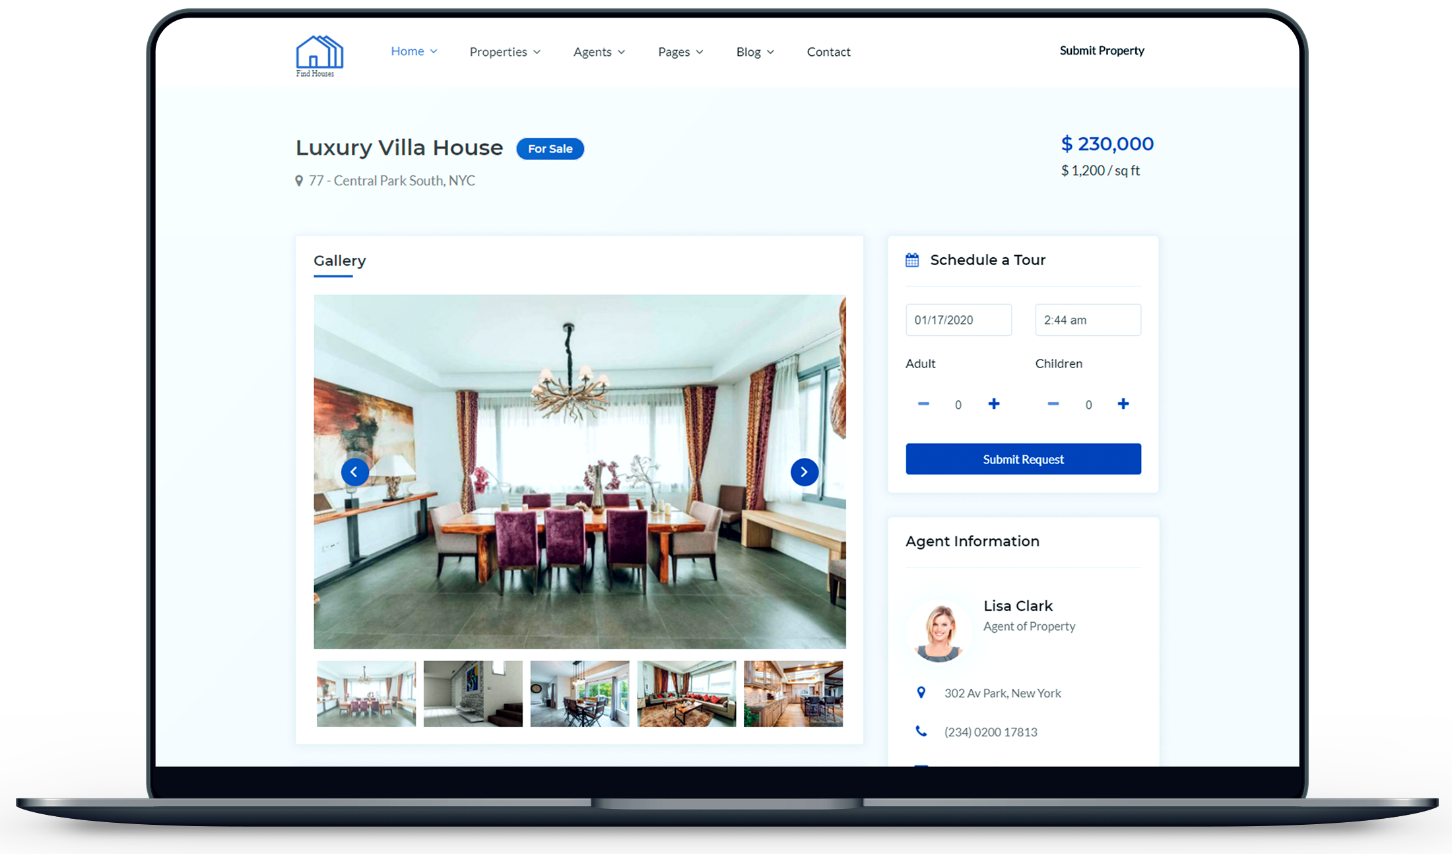 Find Houses
Home Properties Agents Pages Blog Contact Submit Property
Luxury Villa House For Sale
77 - Central Park South, NYC
$ 230,000
$ 1,200 / sq ft
Gallery
Schedule a Tour
01/17/2020 2:44 am
Adult Children
0 0
Submit Request
Agent Information
Lisa Clark
Agent of Property
302 Av Park, New York
(234) 0200 17813